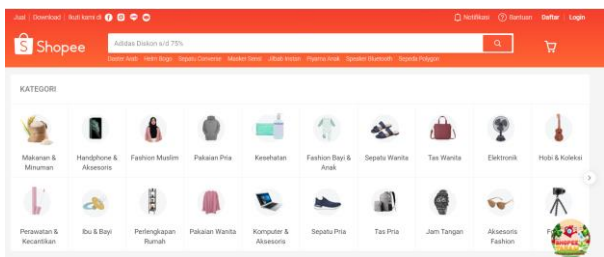 Jual | Download | Ikuti kami di
Notifikasi Bantuan Daftar | Login
Shopee
Adidas Diskon s/d 75%
Daster Arab Helm Bogo Sepatu Converse Masker Sensi Jilbab Instan Piyama Anak Speaker Bluetooth Sepeda Polygon
KATEGORI
Makanan & Minuman
Handphone & Aksesoris
Fashion Muslim
Pakaian Pria
Kesehatan
Fashion Bayi & Anak
Sepatu Wanita
Tas Wanita
Elektronik
Hobi & Koleksi
Perawatan & Kecantikan
Ibu & Bayi
Perlengkapan Rumah
Pakaian Wanita
Komputer & Aksesoris
Sepatu Pria
Tas Pria
Jam Tangan
Aksesoris Fashion
SHOPEE